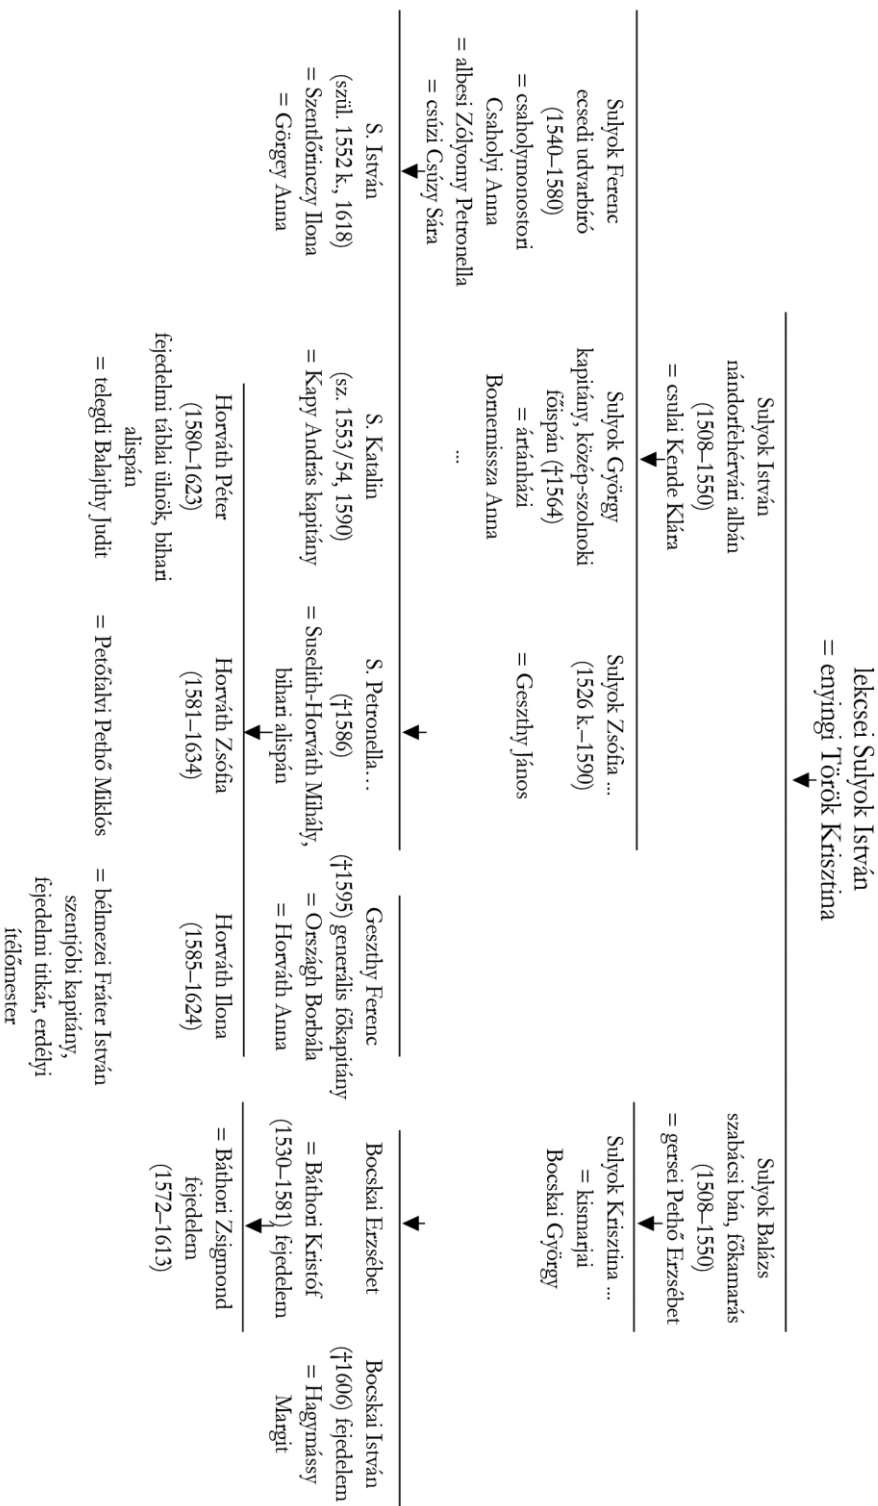 lekcsei Sulyok István
= enyingi Török Krisztina
Sulyok István
nándorfehérvári albán
(1508–1550)
= csulai Kende Klára
Sulyok Balázs
szabácsi bán, főkamarás
(1508–1550)
= gersei Pethő Erzsébet
Sulyok Ferenc
ecsedi udvarbíró
(1540–1580)
= csaholymonostori
Csaholyi Anna
= albesi Zólyomy Petronella
= csúzi Csúzy Sára
Sulyok György
kapitány, közép-szolnoki
főispán (†1564)
= ártánházi
Bornemissza Anna
...
Sulyok Zsófia ...
(1526 k.–1590)
= Geszthy János
Sulyok Krisztina ...
= kismarjai
Bocskai György
S. István
(szül. 1552 k., 1618)
= Szentlőrinczy Ilona
= Görgey Anna
S. Katalin
(sz. 1553/54, 1590)
= Kapy András kapitány
S. Petronella…
(†1586)
= Suselith-Horváth Mihály,
bihari alispán
Geszthy Ferenc
(†1595) generális főkapitány
= Országh Borbála
= Horváth Anna
Bocskai Erzsébet
= Báthori Kristóf
(1530–1581) fejedelem
Bocskai István
(†1606) fejedelem
= Hagymássy
Margit
Horváth Péter
(1580–1623)
fejedelmi táblai ülnök, bihari
alispán
= telegdi Balajthy Judit
Horváth Zsófia
(1581–1634)
= Petőfalvi Pethő Miklós
Horváth Ilona
(1585–1624)
= bélmezei Fráter István
szentjóbi kapitány,
fejedelmi titkár, erdélyi
ítélőmester
= Báthori Zsigmond
fejedelem
(1572–1613)